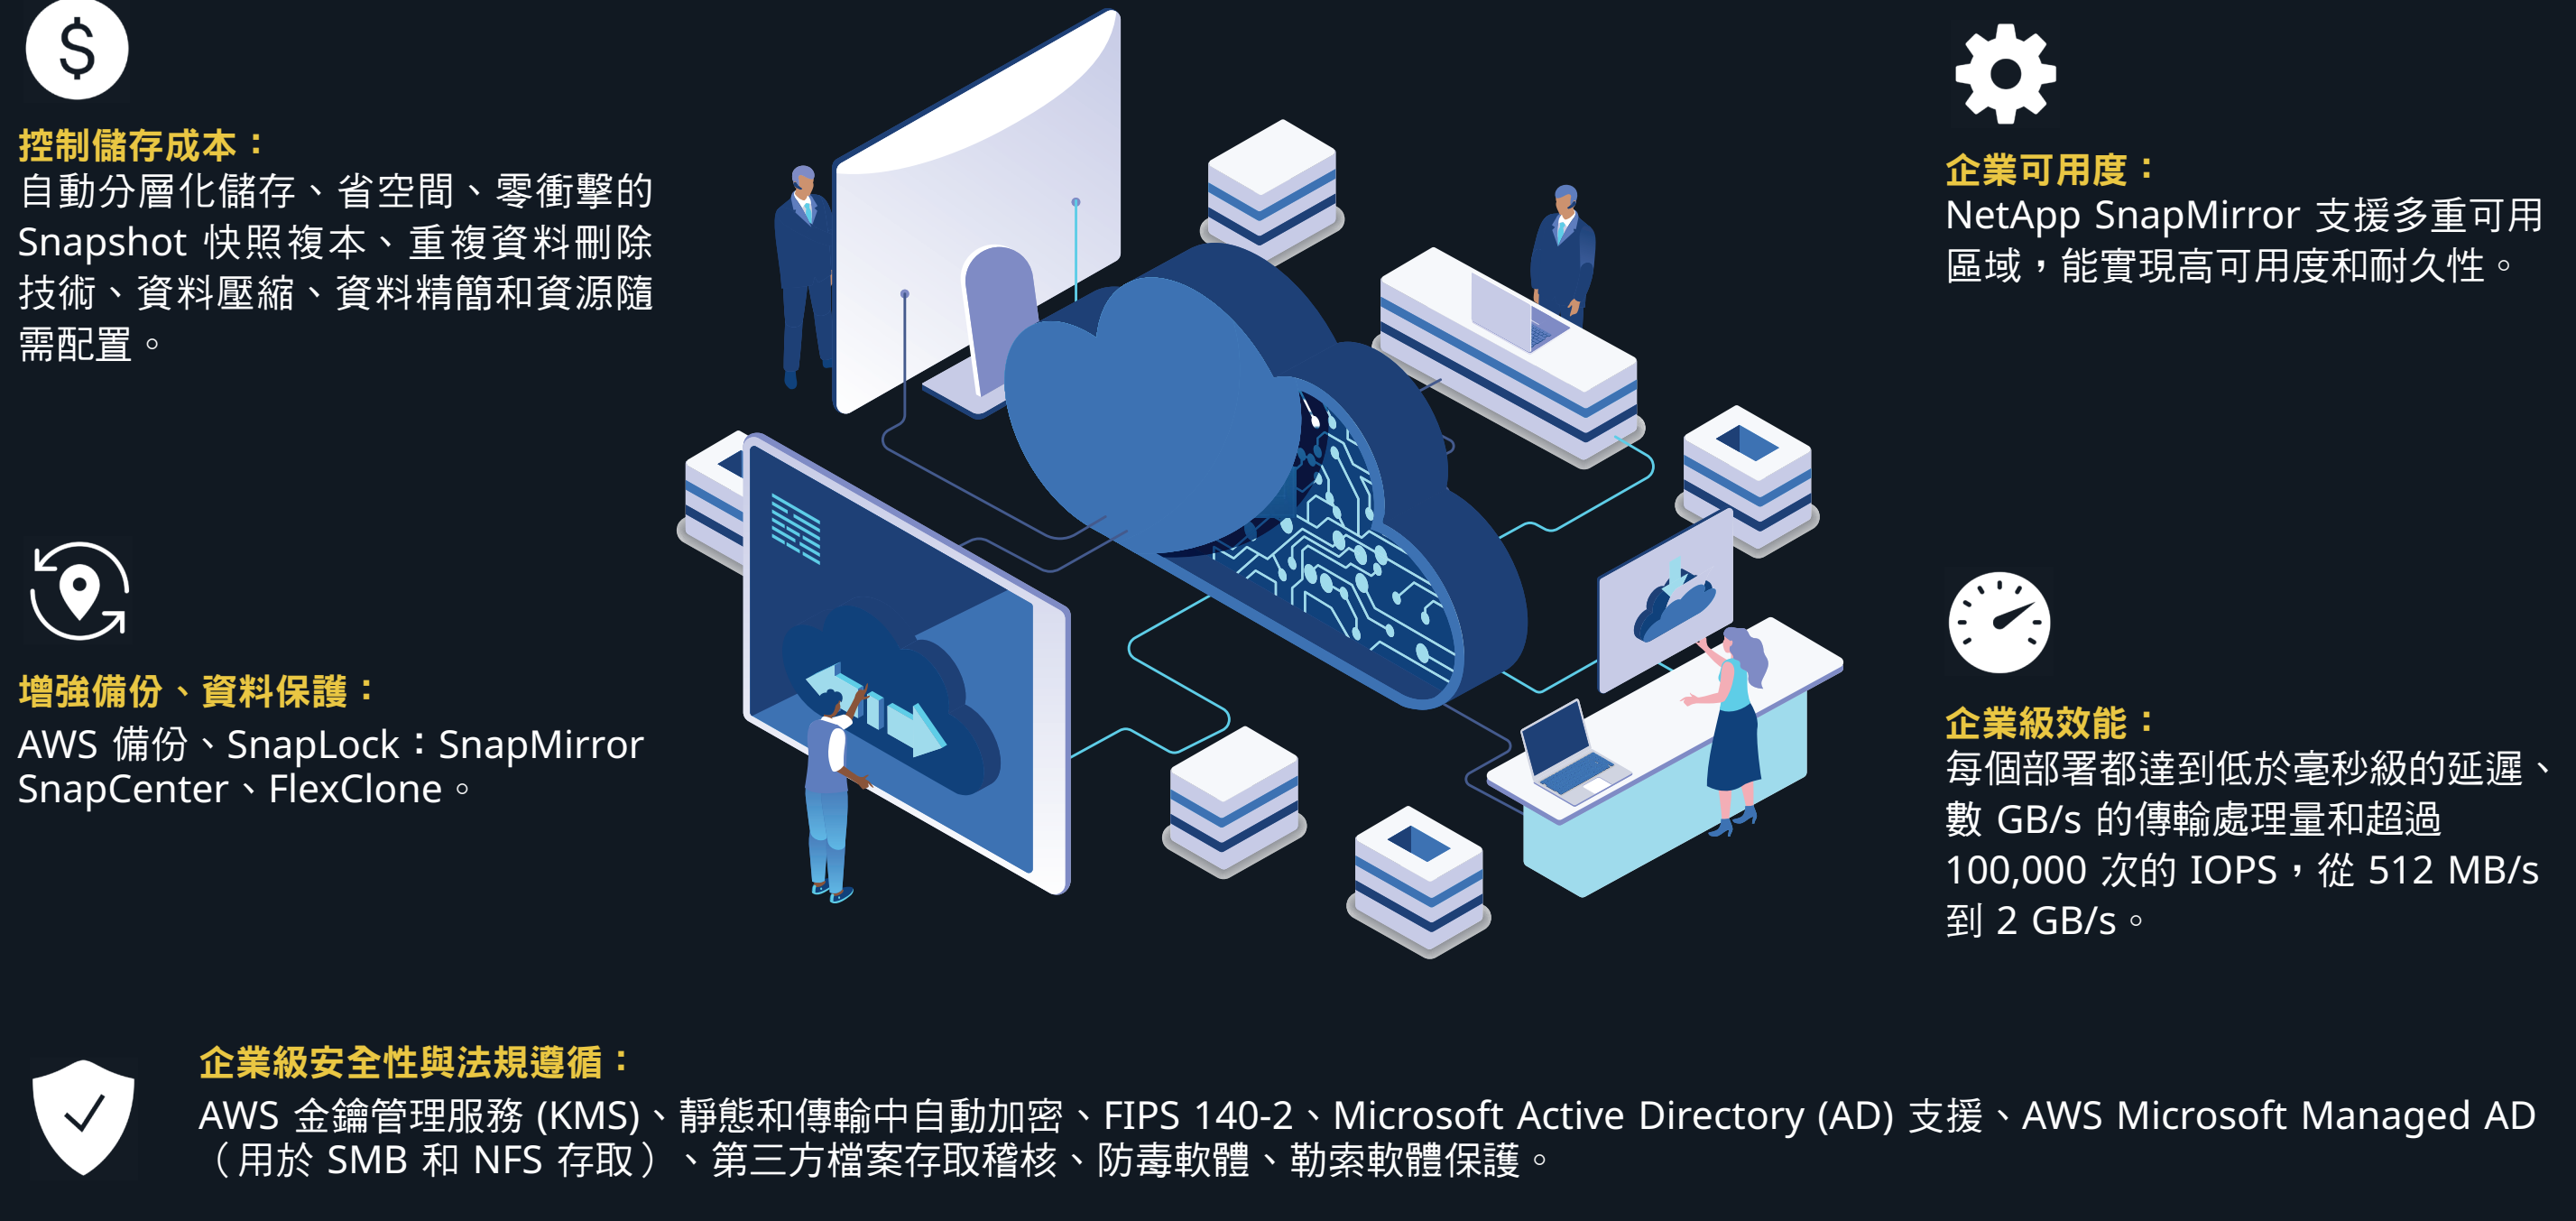 控制儲存成本：
自動分層化儲存、省空間、零衝擊的
Snapshot 快照複本、重複資料刪除
技術、資料壓縮、資料精簡和資源隨
需配置。
增強備份、資料保護：
AWS 備份、SnapLock：SnapMirror
SnapCenter、FlexClone。
企業可用度：
NetApp SnapMirror 支援多重可用
區域，能實現高可用度和耐久性。
企業級效能：
每個部署都達到低於毫秒級的延遲、
數 GB/s 的傳輸處理量和超過
100,000 次的 IOPS，從 512 MB/s
到 2 GB/s。
企業級安全性與法規遵循：
AWS 金鑰管理服務 (KMS)、靜態和傳輸中自動加密、FIPS 140-2、Microsoft Active Directory (AD) 支援、AWS Microsoft Managed AD
（用於 SMB 和 NFS 存取）、第三方檔案存取稽核、防毒軟體、勒索軟體保護。